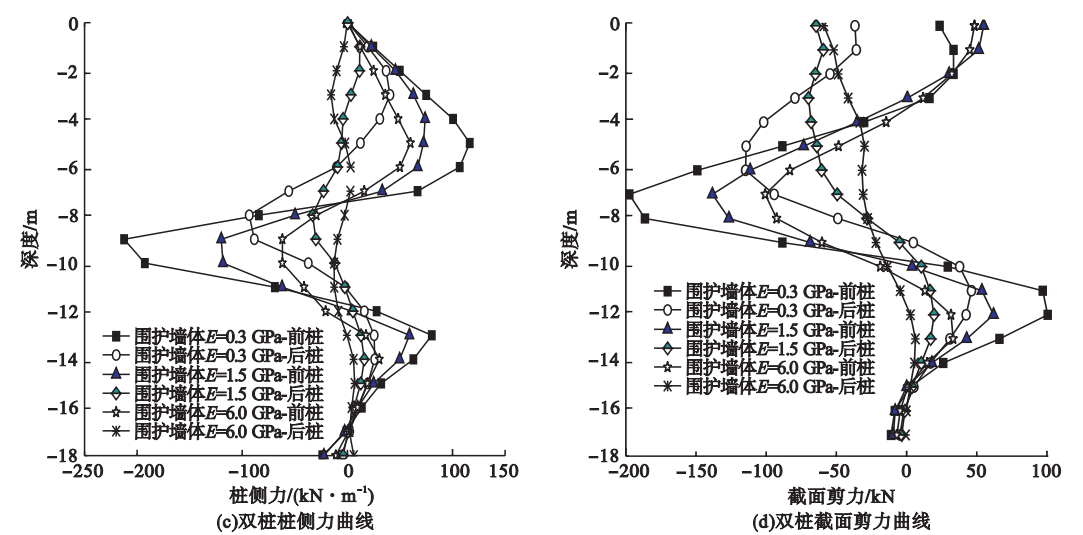 0
−2
−4
−6
−8
−10
−12
−14
−16
−18
深度/m
围护墙体E=0.3 GPa-前桩
围护墙体E=0.3 GPa-后桩
围护墙体E=1.5 GPa-前桩
围护墙体E=1.5 GPa-后桩
围护墙体E=6.0 GPa-前桩
围护墙体E=6.0 GPa-后桩
−250 −200 −100 0 100 150
桩侧力/(kN・m⁻¹)
(c)双桩桩侧力曲线
0
−2
−4
−6
−8
−10
−12
−14
−16
−18
深度/m
围护墙体E=0.3 GPa-前桩
围护墙体E=0.3 GPa-后桩
围护墙体E=1.5 GPa-前桩
围护墙体E=1.5 GPa-后桩
围护墙体E=6.0 GPa-前桩
围护墙体E=6.0 GPa-后桩
−200 −150 −100 −50 0 50 100
截面剪力/kN
(d)双桩截面剪力曲线